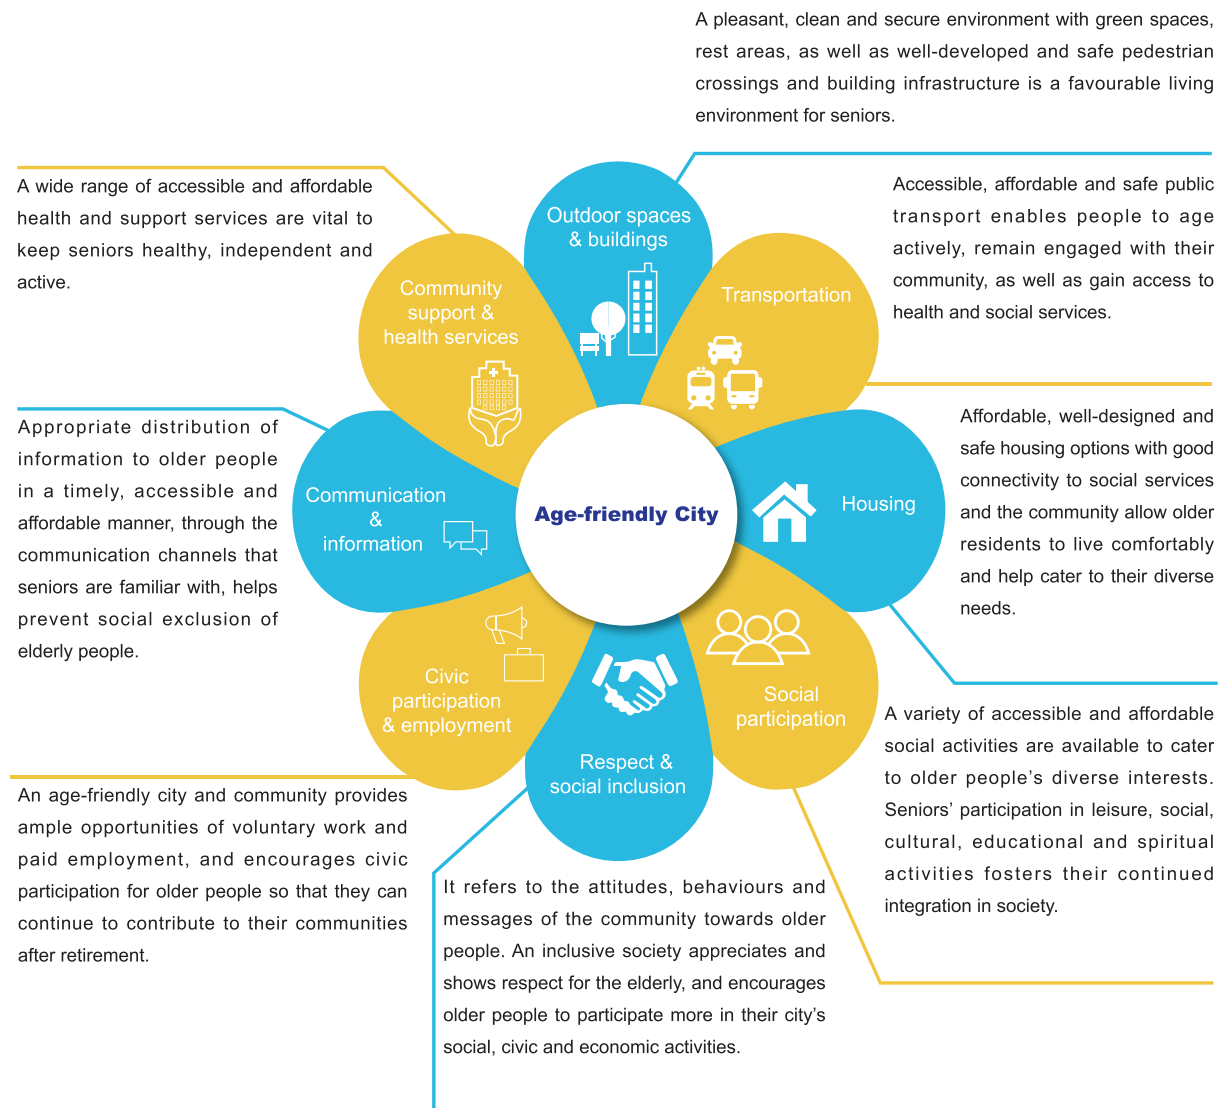 A pleasant, clean and secure environment with green spaces,
rest areas, as well as well-developed and safe pedestrian
crossings and building infrastructure is a favourable living
environment for seniors.
Outdoor spaces
& buildings
Accessible, affordable and safe public
transport enables people to age
actively, remain engaged with their
community, as well as gain access to
health and social services.
Transportation
Affordable, well-designed and
safe housing options with good
connectivity to social services
and the community allow older
residents to live comfortably
and help cater to their diverse
needs.
Housing
A variety of accessible and affordable
social activities are available to cater
to older people’s diverse interests.
Seniors’ participation in leisure, social,
cultural, educational and spiritual
activities fosters their continued
integration in society.
Social
participation
Respect &
social inclusion
It refers to the attitudes, behaviours and
messages of the community towards older
people. An inclusive society appreciates and
shows respect for the elderly, and encourages
older people to participate more in their city’s
social, civic and economic activities.
Civic
participation
& employment
An age-friendly city and community provides
ample opportunities of voluntary work and
paid employment, and encourages civic
participation for older people so that they can
continue to contribute to their communities
after retirement.
Communication
&
information
Appropriate distribution of
information to older people
in a timely, accessible and
affordable manner, through the
communication channels that
seniors are familiar with, helps
prevent social exclusion of
elderly people.
Community
support &
health services
A wide range of accessible and affordable
health and support services are vital to
keep seniors healthy, independent and
active.
Age-friendly City